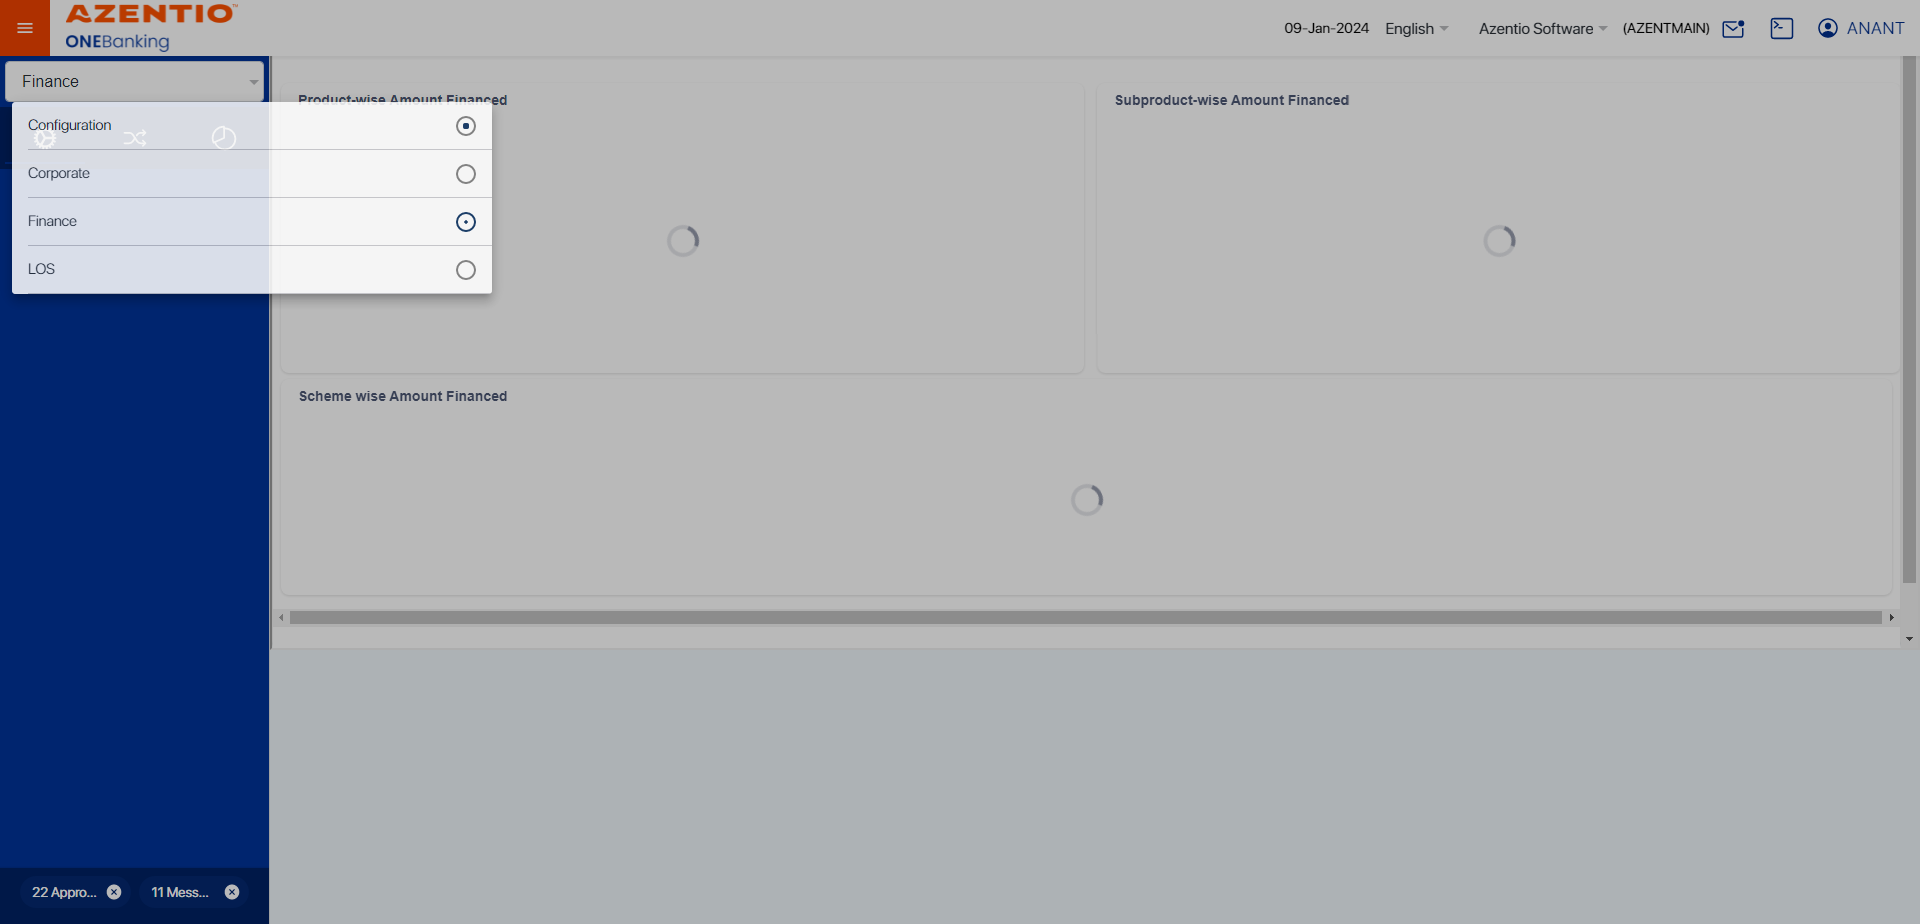 AZENTIO™
ONEBanking
09-Jan-2024 English Azentio Software (AZENTMAIN) ANANT
Finance
Configuration
Corporate
Finance
LOS
Product-wise Amount Financed
Subproduct-wise Amount Financed
Scheme wise Amount Financed
22 Appro...
11 Mess...